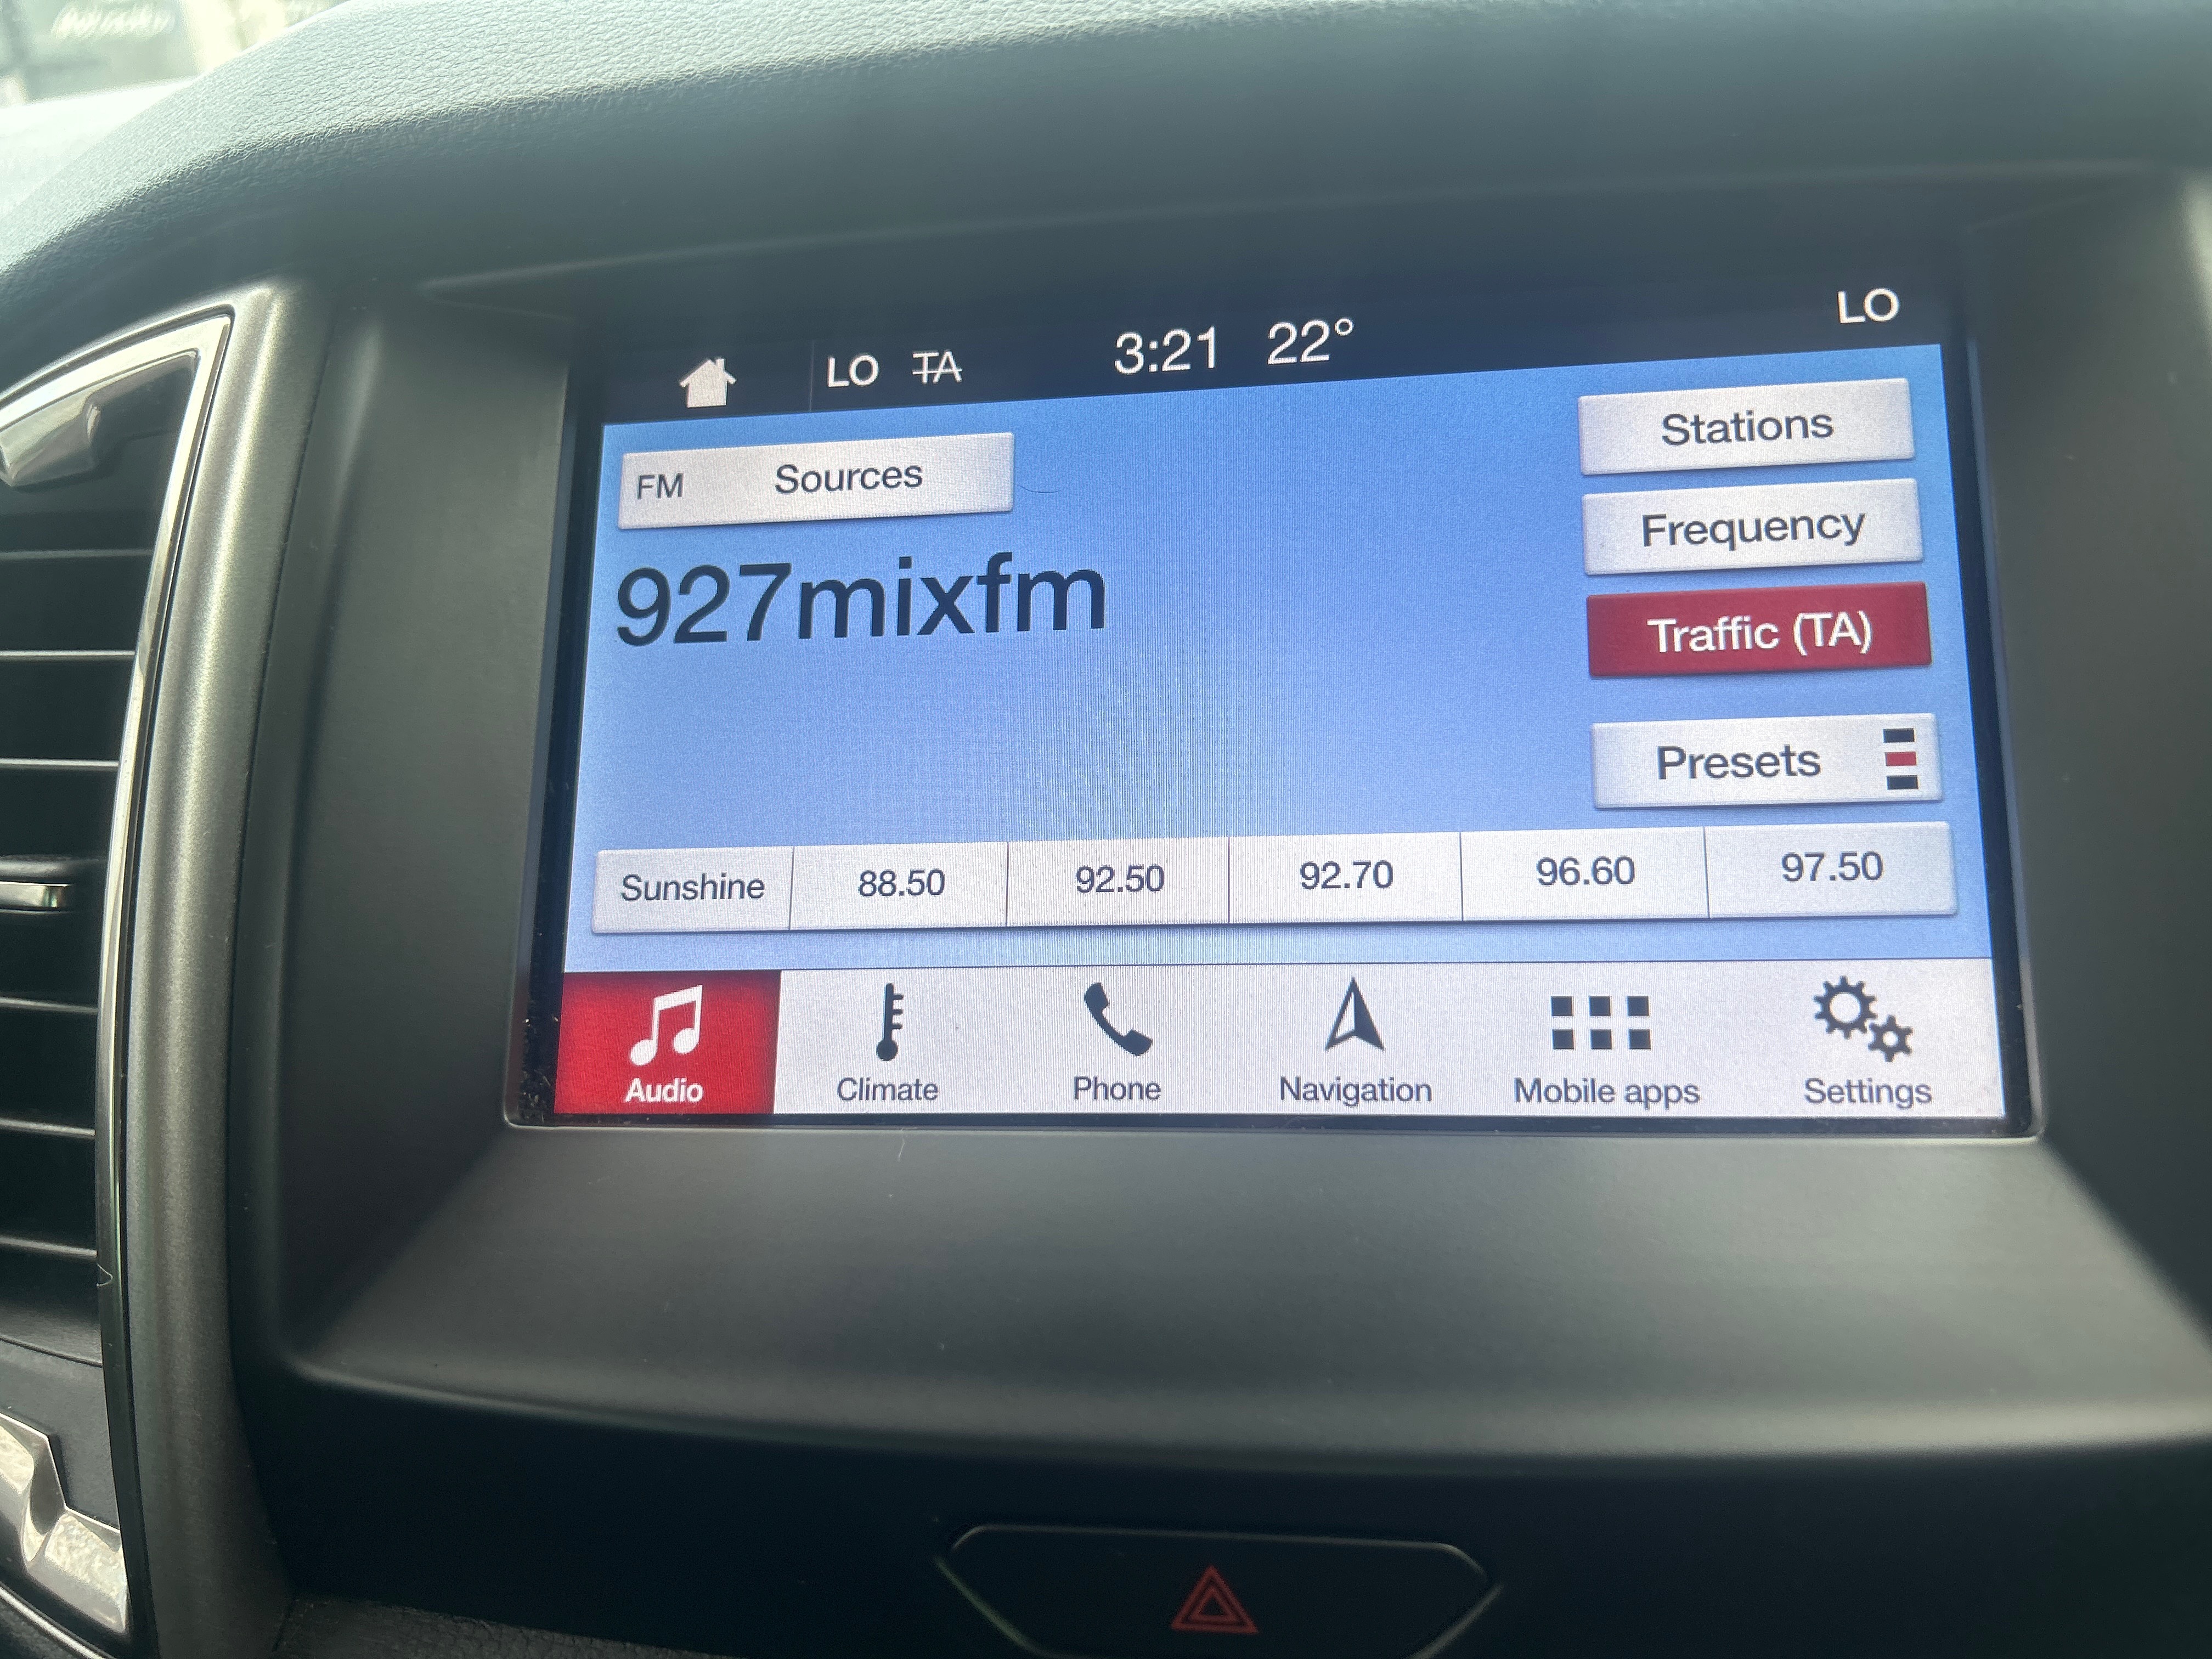 LO TA 3:21 22° LO
FM Sources
Stations
Frequency
927mixfm
Traffic (TA)
Presets
Sunshine 88.50 92.50 92.70 96.60 97.50
Audio Climate Phone Navigation Mobile apps Settings